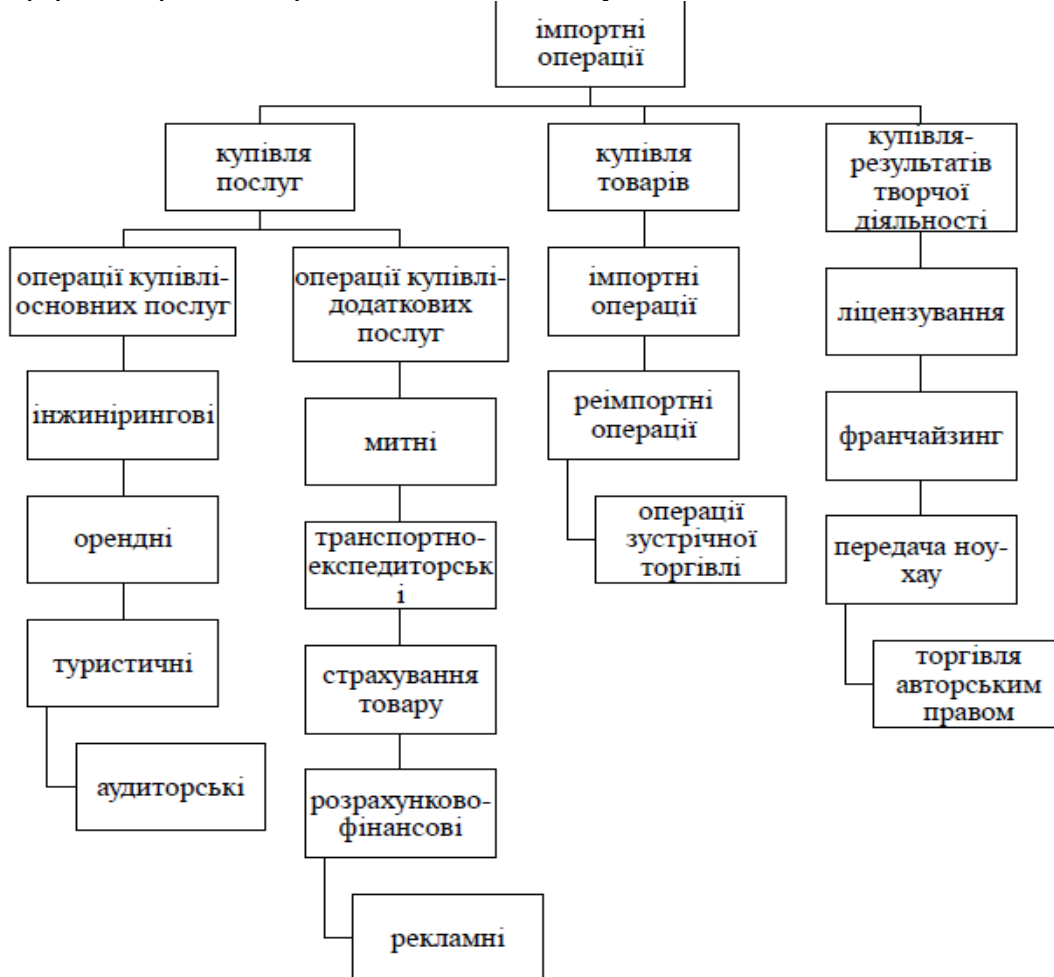 імпортні
операції
купівля
послуг
купівля
товарів
купівля-
результатів
творчої
діяльності
операції купівлі-
основних послуг
операції купівлі-
додаткових
послуг
імпортні
операції
ліцензування
інжинірингові
митні
реімпортні
операції
франчайзинг
орендні
транспортно-
експедиторськ
і
операції
зустрічної
торгівлі
передача ноу-
хау
туристичні
страхування
товару
торгівля
авторським
правом
аудиторські
розрахунково-
фінансові
рекламні